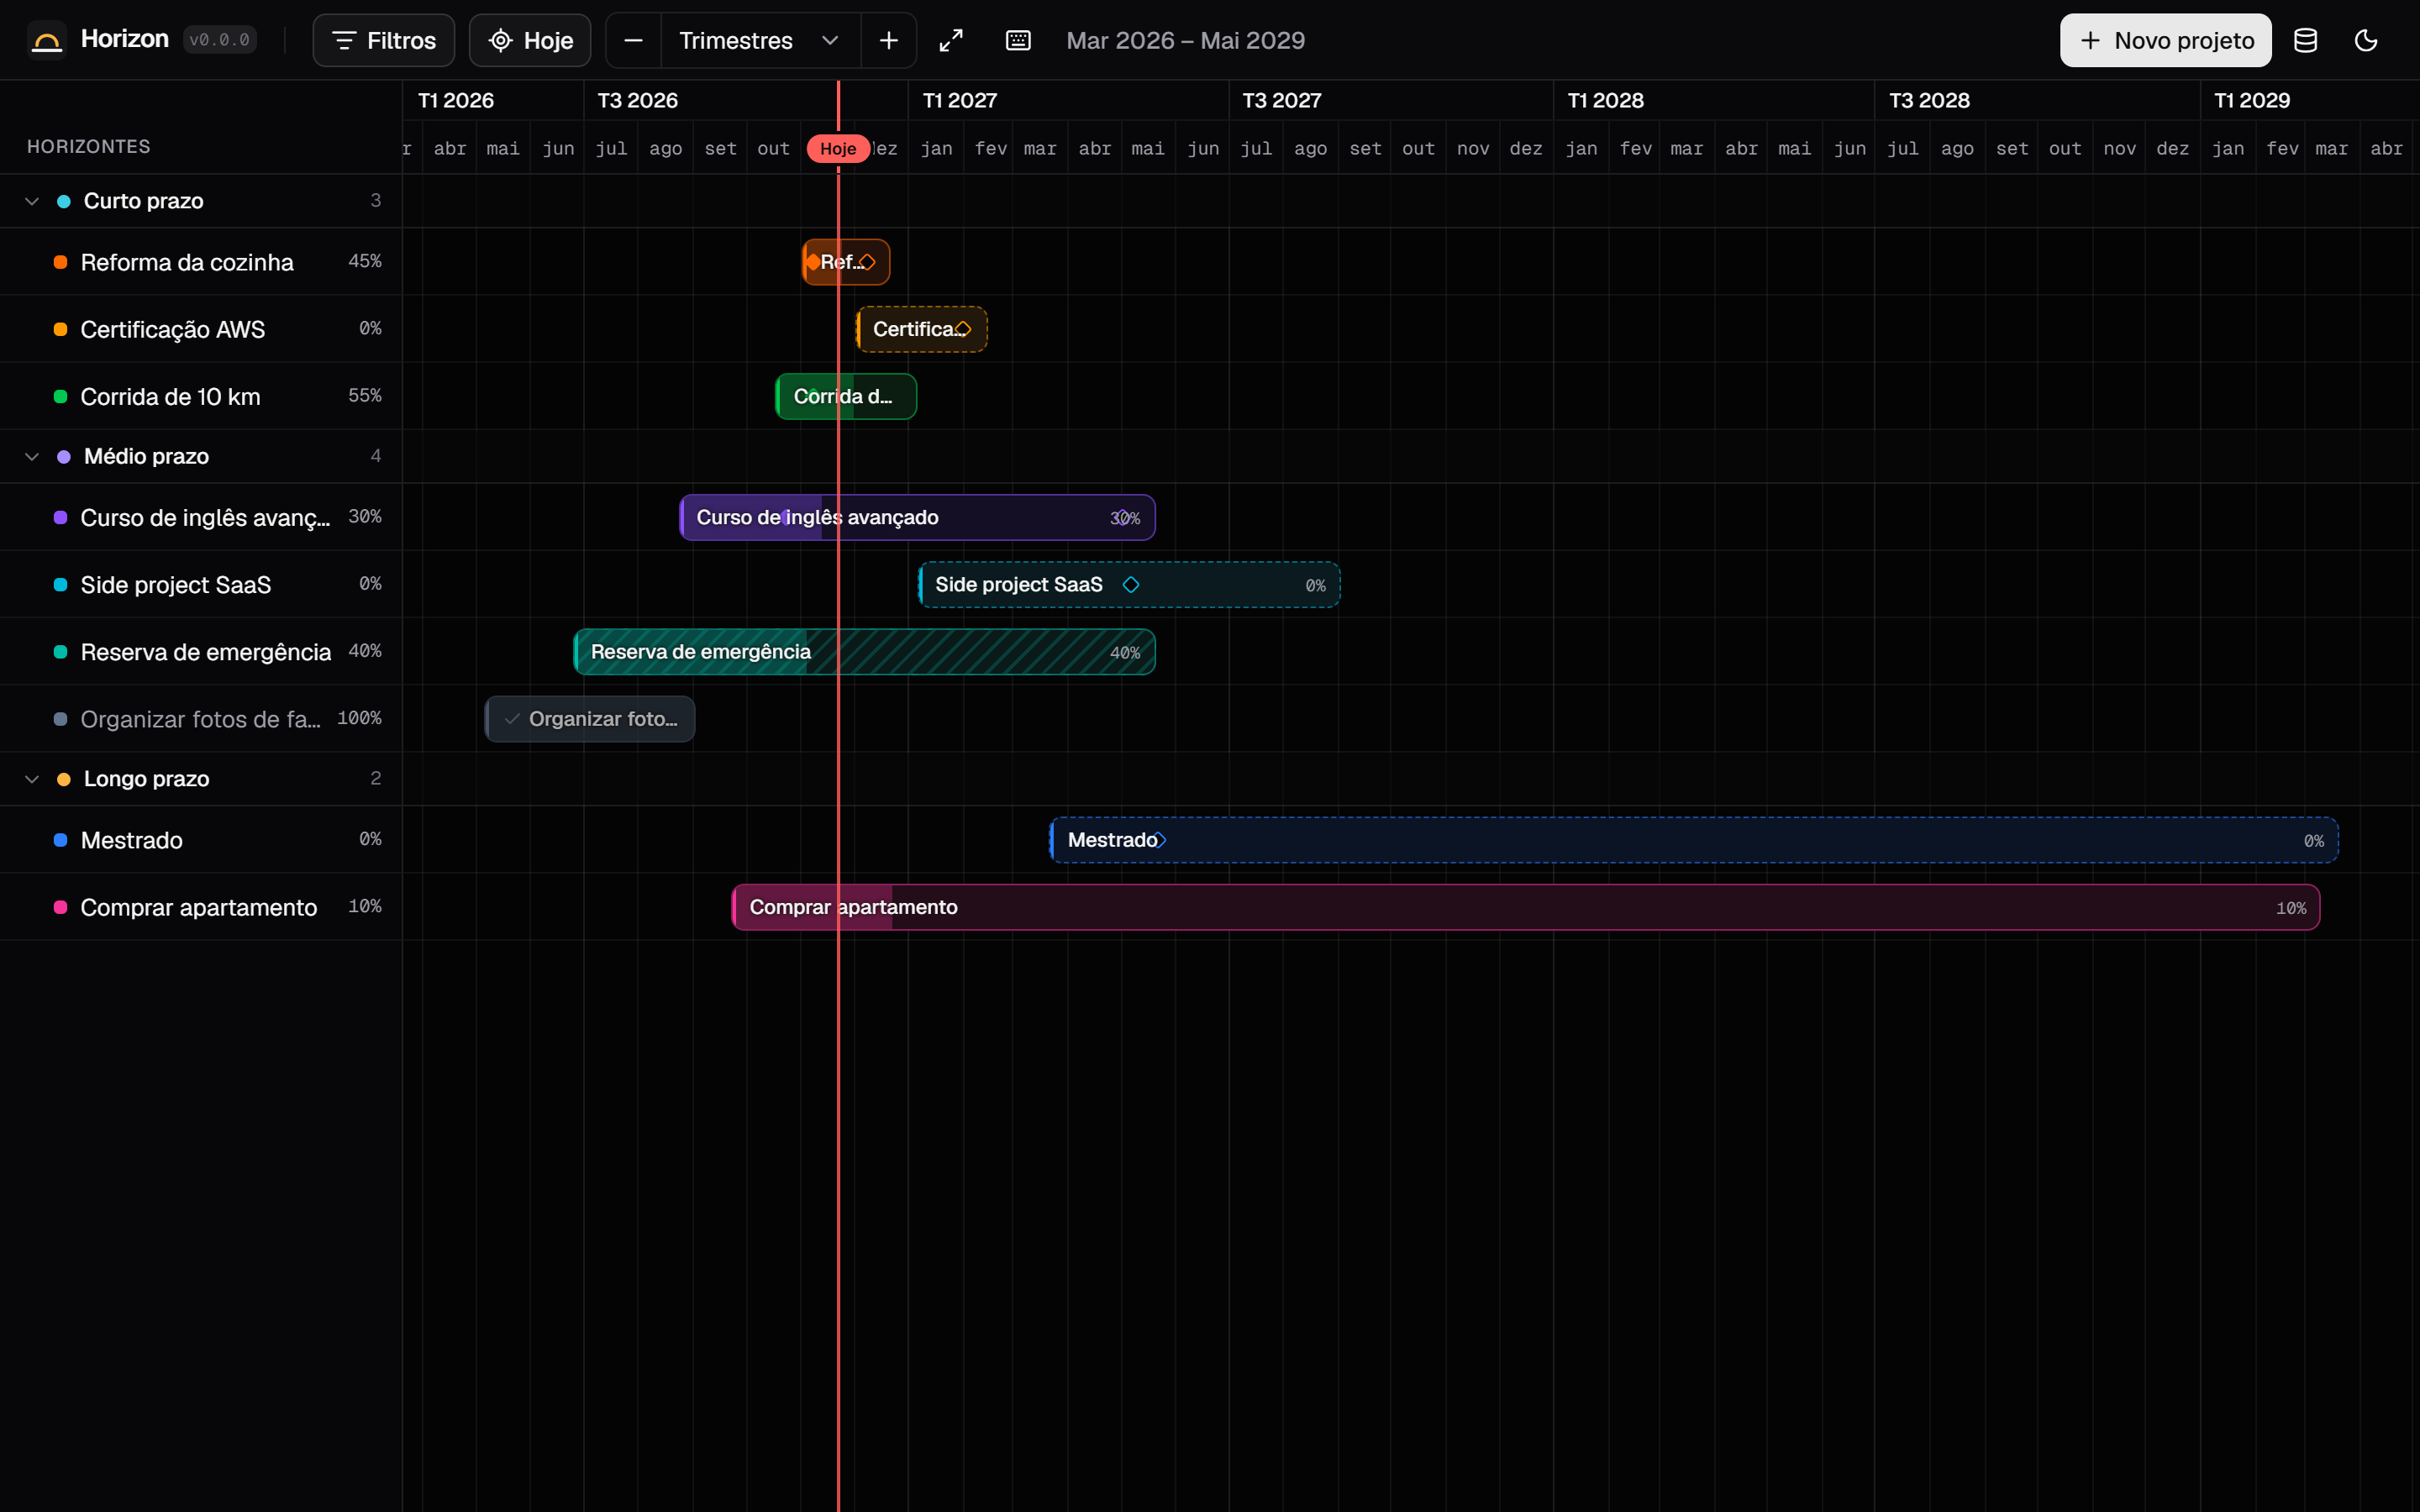 Horizon v0.0.0 Filtros Hoje Trimestres Mar 2026 – Mai 2029 Novo projeto
T1 2026 T3 2026 T1 2027 T3 2027 T1 2028 T3 2028 T1 2029
HORIZONTES
r abr mai jun jul ago set out Hoje ez jan fev mar abr mai jun jul ago set out nov dez jan fev mar abr mai jun jul ago set out nov dez jan fev mar abr
Curto prazo 3
Reforma da cozinha 45% Ref...
Certificação AWS 0% Certifica...
Corrida de 10 km 55% Corrida d...
Médio prazo 4
Curso de inglês avanç... 30% Curso de inglês avançado 30%
Side project SaaS 0% Side project SaaS 0%
Reserva de emergência 40% Reserva de emergência 40%
Organizar fotos de fa... 100% Organizar foto...
Longo prazo 2
Mestrado 0% Mestrado 0%
Comprar apartamento 10% Comprar apartamento 10%